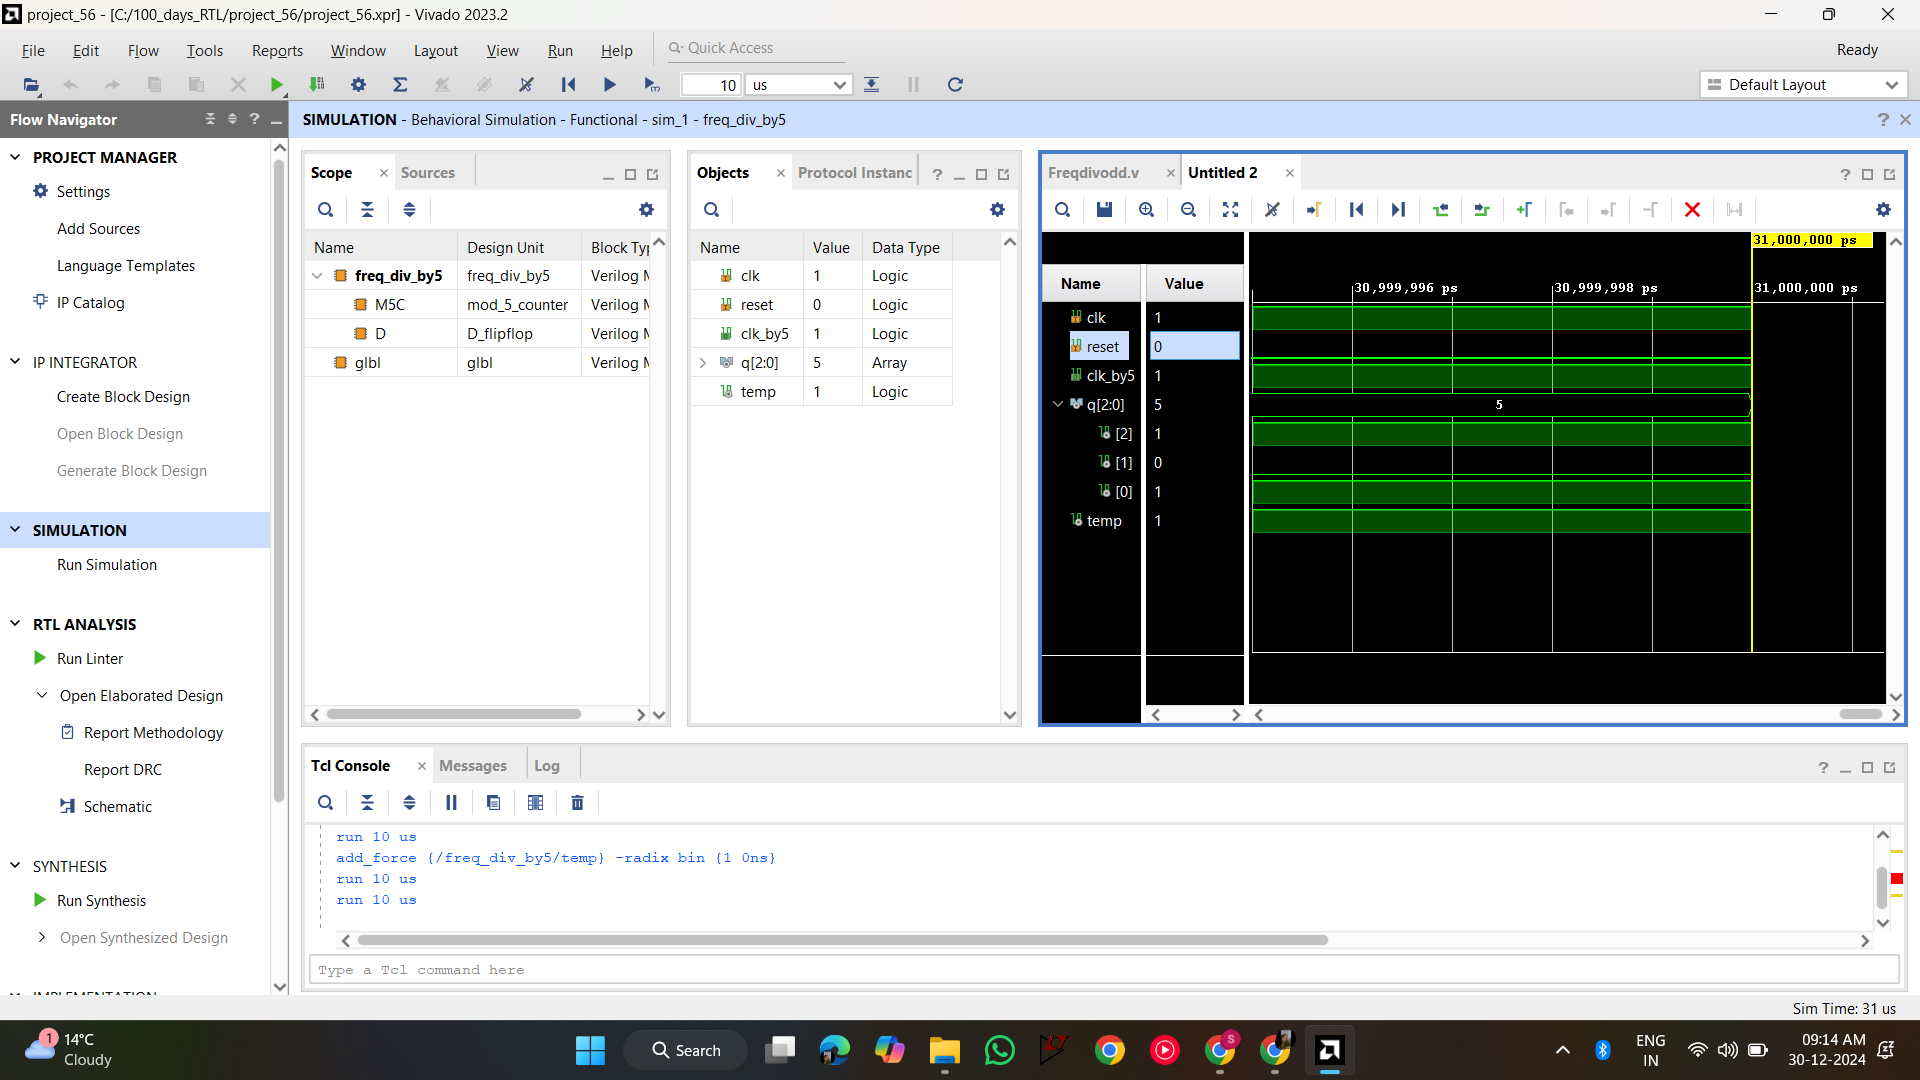 project_56 - [C:/100_days_RTL/project_56/project_56.xpr] - Vivado 2023.2
File Edit Flow Tools Reports Window Layout View Run Help Quick Access
Ready
10 us
Default Layout
Flow Navigator
SIMULATION - Behavioral Simulation - Functional - sim_1 - freq_div_by5
PROJECT MANAGER
Settings
Add Sources
Language Templates
IP Catalog
IP INTEGRATOR
Create Block Design
Open Block Design
Generate Block Design
SIMULATION
Run Simulation
RTL ANALYSIS
Run Linter
Open Elaborated Design
Report Methodology
Report DRC
Schematic
SYNTHESIS
Run Synthesis
Open Synthesized Design
IMPLEMENTATION
Scope Sources
Name Design Unit Block Typ
freq_div_by5 freq_div_by5 Verilog M
M5C mod_5_counter Verilog M
D D_flipflop Verilog M
glbl glbl Verilog M
Objects Protocol Instanc
Name Value Data Type
clk 1 Logic
reset 0 Logic
clk_by5 1 Logic
q[2:0] 5 Array
temp 1 Logic
Freqdivodd.v Untitled 2
31,000,000 ps
Name Value
30,999,996 ps 30,999,998 ps 31,000,000 ps
clk 1
reset 0
clk_by5 1
q[2:0] 5 5
[2] 1
[1] 0
[0] 1
temp 1
Tcl Console Messages Log
run 10 us
add_force {/freq_div_by5/temp} -radix bin {1 0ns}
run 10 us
run 10 us
Type a Tcl command here
Sim Time: 31 us
1
14°C
Cloudy
Search
S
ENG
IN
09:14 AM
30-12-2024